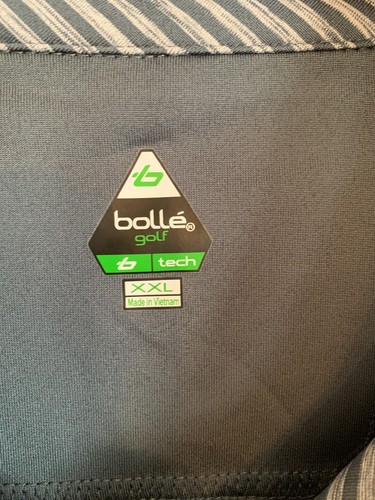 b
bollé®
golf
b tech
XXL
Made in Vietnam